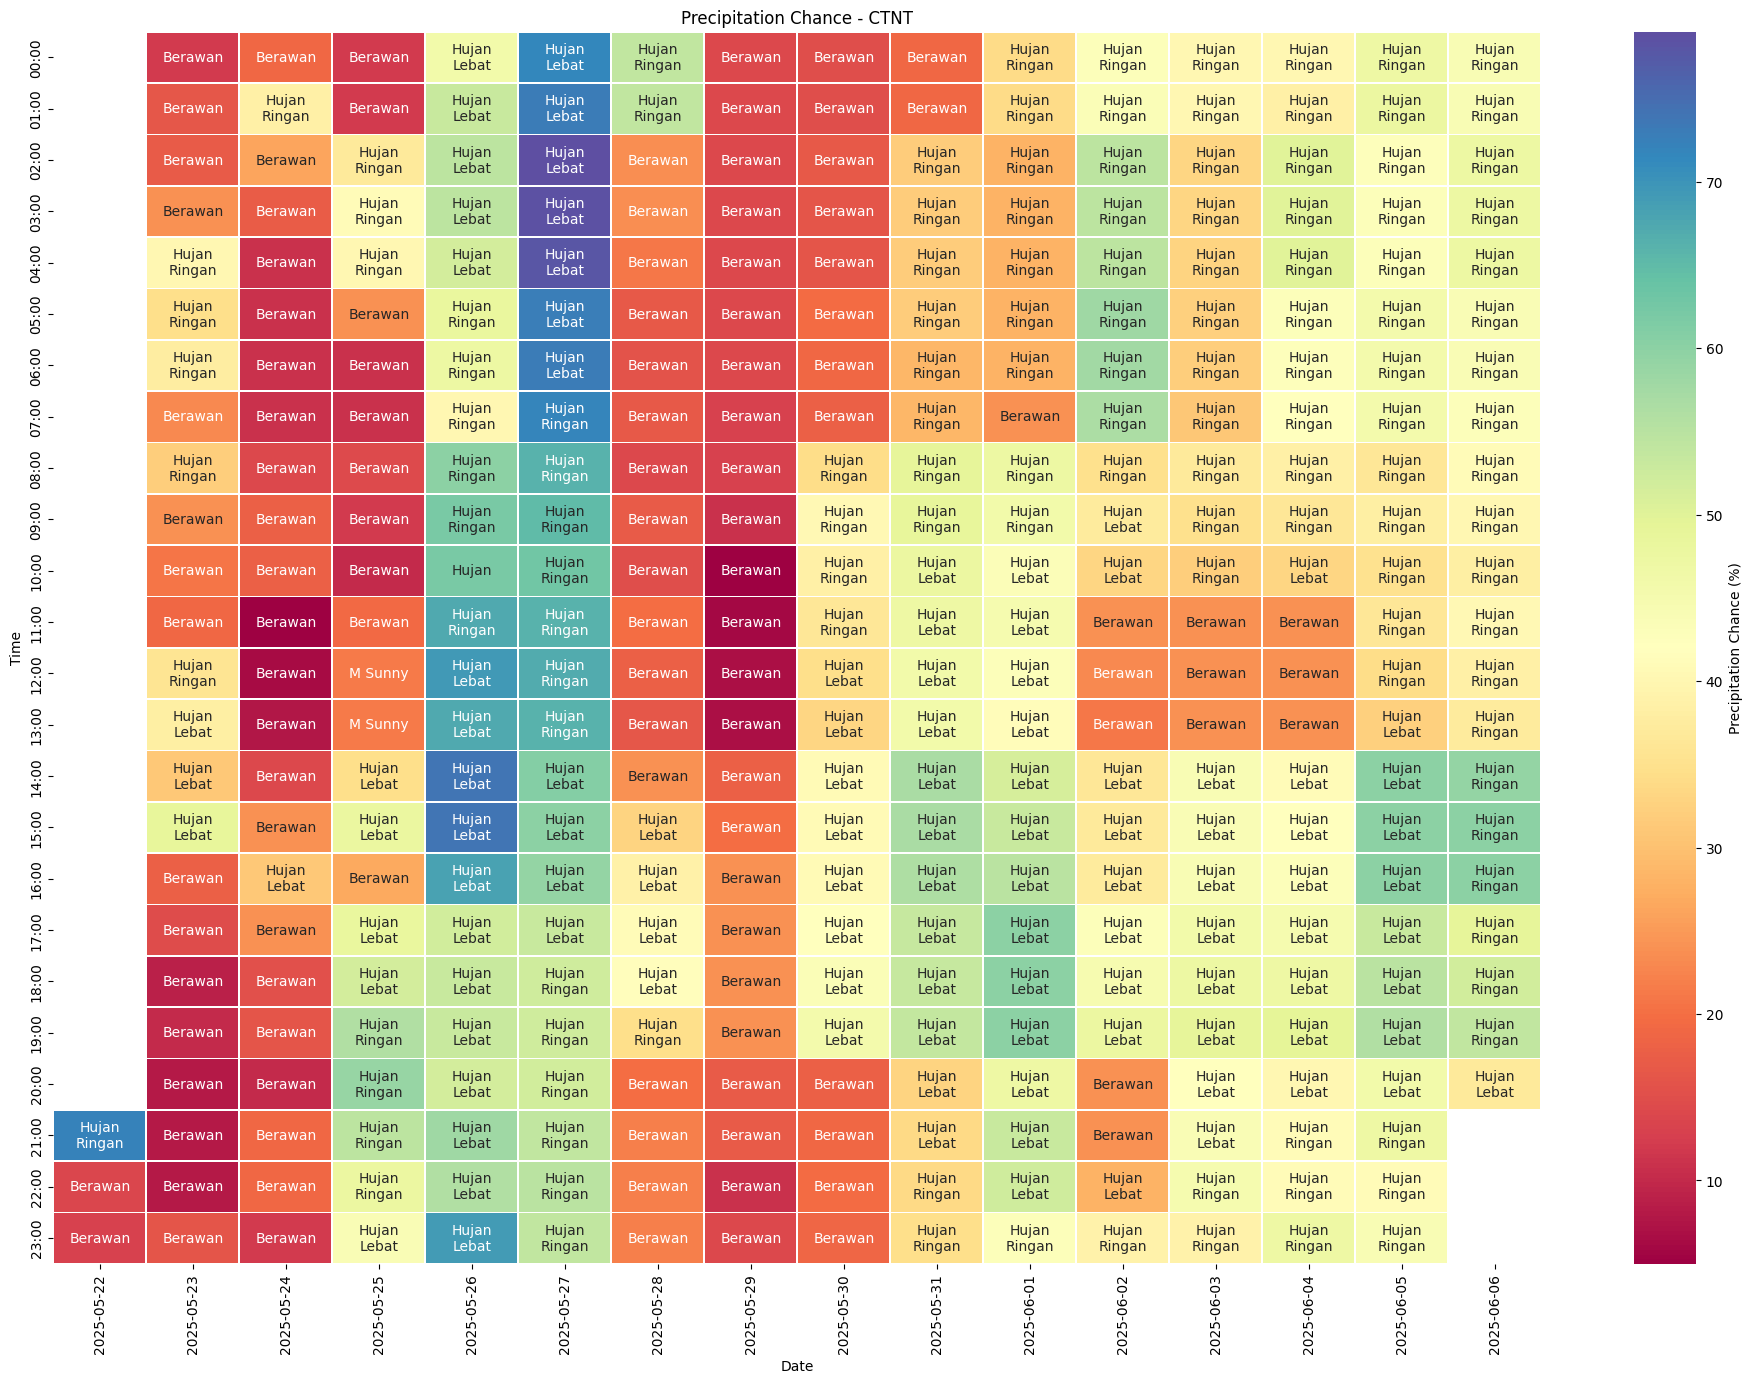 Precipitation Chance - CTNT
Time
00:00 Berawan Berawan Berawan Hujan Lebat Hujan Lebat Hujan Ringan Berawan Berawan Berawan Hujan Ringan Hujan Ringan Hujan Ringan Hujan Ringan Hujan Ringan Hujan Ringan
01:00 Berawan Hujan Ringan Berawan Hujan Lebat Hujan Lebat Hujan Ringan Berawan Berawan Berawan Hujan Ringan Hujan Ringan Hujan Ringan Hujan Ringan Hujan Ringan Hujan Ringan
02:00 Berawan Berawan Hujan Ringan Hujan Lebat Hujan Lebat Berawan Berawan Berawan Hujan Ringan Hujan Ringan Hujan Ringan Hujan Ringan Hujan Ringan Hujan Ringan Hujan Ringan
03:00 Berawan Berawan Hujan Ringan Hujan Lebat Hujan Lebat Berawan Berawan Berawan Hujan Ringan Hujan Ringan Hujan Ringan Hujan Ringan Hujan Ringan Hujan Ringan Hujan Ringan
04:00 Hujan Ringan Berawan Hujan Ringan Hujan Lebat Hujan Lebat Berawan Berawan Berawan Hujan Ringan Hujan Ringan Hujan Ringan Hujan Ringan Hujan Ringan Hujan Ringan Hujan Ringan
05:00 Hujan Ringan Berawan Berawan Hujan Ringan Hujan Lebat Berawan Berawan Berawan Hujan Ringan Hujan Ringan Hujan Ringan Hujan Ringan Hujan Ringan Hujan Ringan Hujan Ringan
06:00 Hujan Ringan Berawan Berawan Hujan Ringan Hujan Lebat Berawan Berawan Berawan Hujan Ringan Hujan Ringan Hujan Ringan Hujan Ringan Hujan Ringan Hujan Ringan Hujan Ringan
07:00 Berawan Berawan Berawan Hujan Ringan Hujan Ringan Berawan Berawan Berawan Hujan Ringan Berawan Hujan Ringan Hujan Ringan Hujan Ringan Hujan Ringan Hujan Ringan
08:00 Hujan Ringan Berawan Berawan Hujan Ringan Hujan Ringan Berawan Berawan Hujan Ringan Hujan Ringan Hujan Ringan Hujan Ringan Hujan Ringan Hujan Ringan Hujan Ringan Hujan Ringan
09:00 Berawan Berawan Berawan Hujan Ringan Hujan Ringan Berawan Berawan Hujan Ringan Hujan Ringan Hujan Ringan Hujan Lebat Hujan Ringan Hujan Ringan Hujan Ringan Hujan Ringan
10:00 Berawan Berawan Berawan Hujan Hujan Ringan Berawan Berawan Hujan Ringan Hujan Lebat Hujan Lebat Hujan Lebat Hujan Ringan Hujan Lebat Hujan Ringan Hujan Ringan
11:00 Berawan Berawan Berawan Hujan Ringan Hujan Ringan Berawan Berawan Hujan Ringan Hujan Lebat Hujan Lebat Berawan Berawan Berawan Hujan Ringan Hujan Ringan
12:00 Hujan Ringan Berawan M Sunny Hujan Lebat Hujan Ringan Berawan Berawan Hujan Lebat Hujan Lebat Hujan Lebat Berawan Berawan Berawan Hujan Ringan Hujan Ringan
13:00 Hujan Lebat Berawan M Sunny Hujan Lebat Hujan Ringan Berawan Berawan Hujan Lebat Hujan Lebat Hujan Lebat Berawan Berawan Berawan Hujan Lebat Hujan Ringan
14:00 Hujan Lebat Berawan Hujan Lebat Hujan Lebat Hujan Lebat Berawan Berawan Hujan Lebat Hujan Lebat Hujan Lebat Hujan Lebat Hujan Lebat Hujan Lebat Hujan Lebat Hujan Ringan
15:00 Hujan Lebat Berawan Hujan Lebat Hujan Lebat Hujan Lebat Hujan Lebat Berawan Hujan Lebat Hujan Lebat Hujan Lebat Hujan Lebat Hujan Lebat Hujan Lebat Hujan Lebat Hujan Ringan
16:00 Berawan Hujan Lebat Berawan Hujan Lebat Hujan Lebat Hujan Lebat Berawan Hujan Lebat Hujan Lebat Hujan Lebat Hujan Lebat Hujan Lebat Hujan Lebat Hujan Lebat Hujan Ringan
17:00 Berawan Berawan Hujan Lebat Hujan Lebat Hujan Lebat Hujan Lebat Berawan Hujan Lebat Hujan Lebat Hujan Lebat Hujan Lebat Hujan Lebat Hujan Lebat Hujan Lebat Hujan Ringan
18:00 Berawan Berawan Hujan Lebat Hujan Lebat Hujan Ringan Hujan Lebat Berawan Hujan Lebat Hujan Lebat Hujan Lebat Hujan Lebat Hujan Lebat Hujan Lebat Hujan Lebat Hujan Ringan
19:00 Berawan Berawan Hujan Ringan Hujan Lebat Hujan Ringan Hujan Ringan Berawan Hujan Lebat Hujan Lebat Hujan Lebat Hujan Lebat Hujan Lebat Hujan Lebat Hujan Lebat Hujan Ringan
20:00 Berawan Berawan Hujan Ringan Hujan Lebat Hujan Ringan Berawan Berawan Berawan Hujan Lebat Hujan Lebat Berawan Hujan Lebat Hujan Lebat Hujan Lebat Hujan Lebat
21:00 Hujan Ringan Berawan Berawan Hujan Ringan Hujan Lebat Hujan Ringan Berawan Berawan Berawan Hujan Lebat Hujan Lebat Berawan Hujan Lebat Hujan Ringan Hujan Ringan
22:00 Berawan Berawan Berawan Hujan Ringan Hujan Lebat Hujan Ringan Berawan Berawan Berawan Hujan Ringan Hujan Lebat Hujan Lebat Hujan Ringan Hujan Ringan Hujan Ringan
23:00 Berawan Berawan Berawan Hujan Lebat Hujan Lebat Hujan Ringan Berawan Berawan Berawan Hujan Ringan Hujan Ringan Hujan Ringan Hujan Ringan Hujan Ringan Hujan Ringan
2025-05-22 2025-05-23 2025-05-24 2025-05-25 2025-05-26 2025-05-27 2025-05-28 2025-05-29 2025-05-30 2025-05-31 2025-06-01 2025-06-02 2025-06-03 2025-06-04 2025-06-05 2025-06-06
Date
70
60
50
40
30
20
10
Precipitation Chance (%)